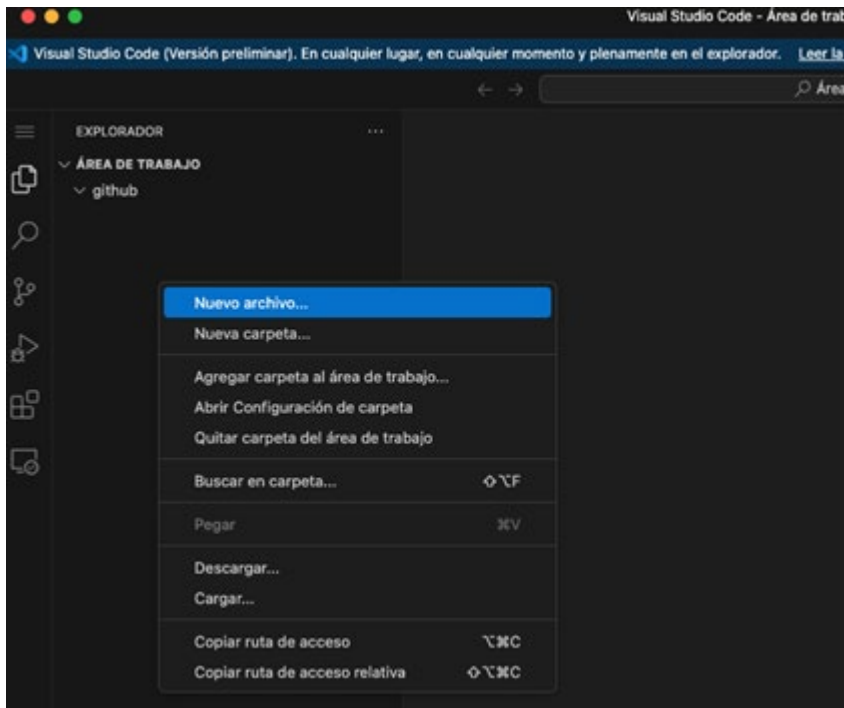 Visual Studio Code - Área de trab
Visual Studio Code (Versión preliminar). En cualquier lugar, en cualquier momento y plenamente en el explorador. Leer la
Área
EXPLORADOR
ÁREA DE TRABAJO
github
Nuevo archivo...
Nueva carpeta...
Agregar carpeta al área de trabajo...
Abrir Configuración de carpeta
Quitar carpeta del área de trabajo
Buscar en carpeta... ⇧⌥F
Pegar ⌘V
Descargar...
Cargar...
Copiar ruta de acceso ⌥⌘C
Copiar ruta de acceso relativa ⇧⌥⌘C